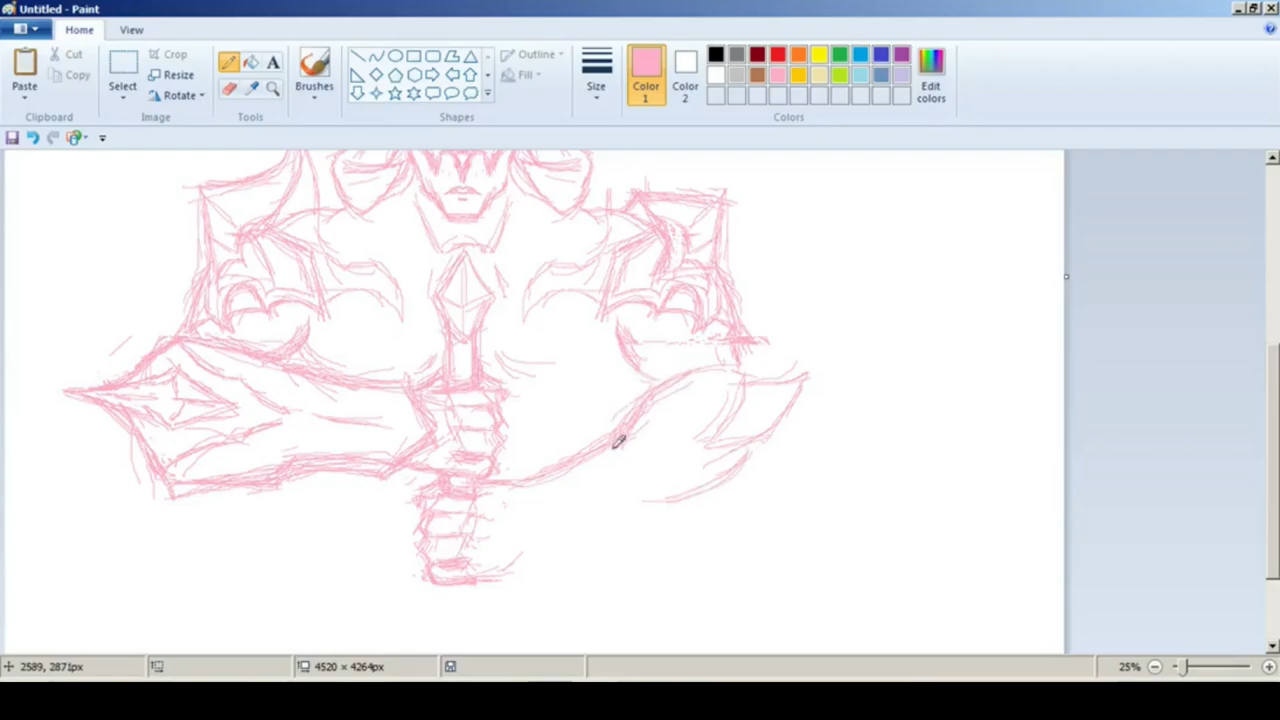 Untitled - Paint
Home View
Paste
Cut
Copy
Clipboard
Select
Crop
Resize
Rotate
Image
Tools
Brushes
Outline
Fill
Shapes
Size
Color
1
Color
2
Edit
colors
Colors
2589, 2871px
4520 × 4264px
25%